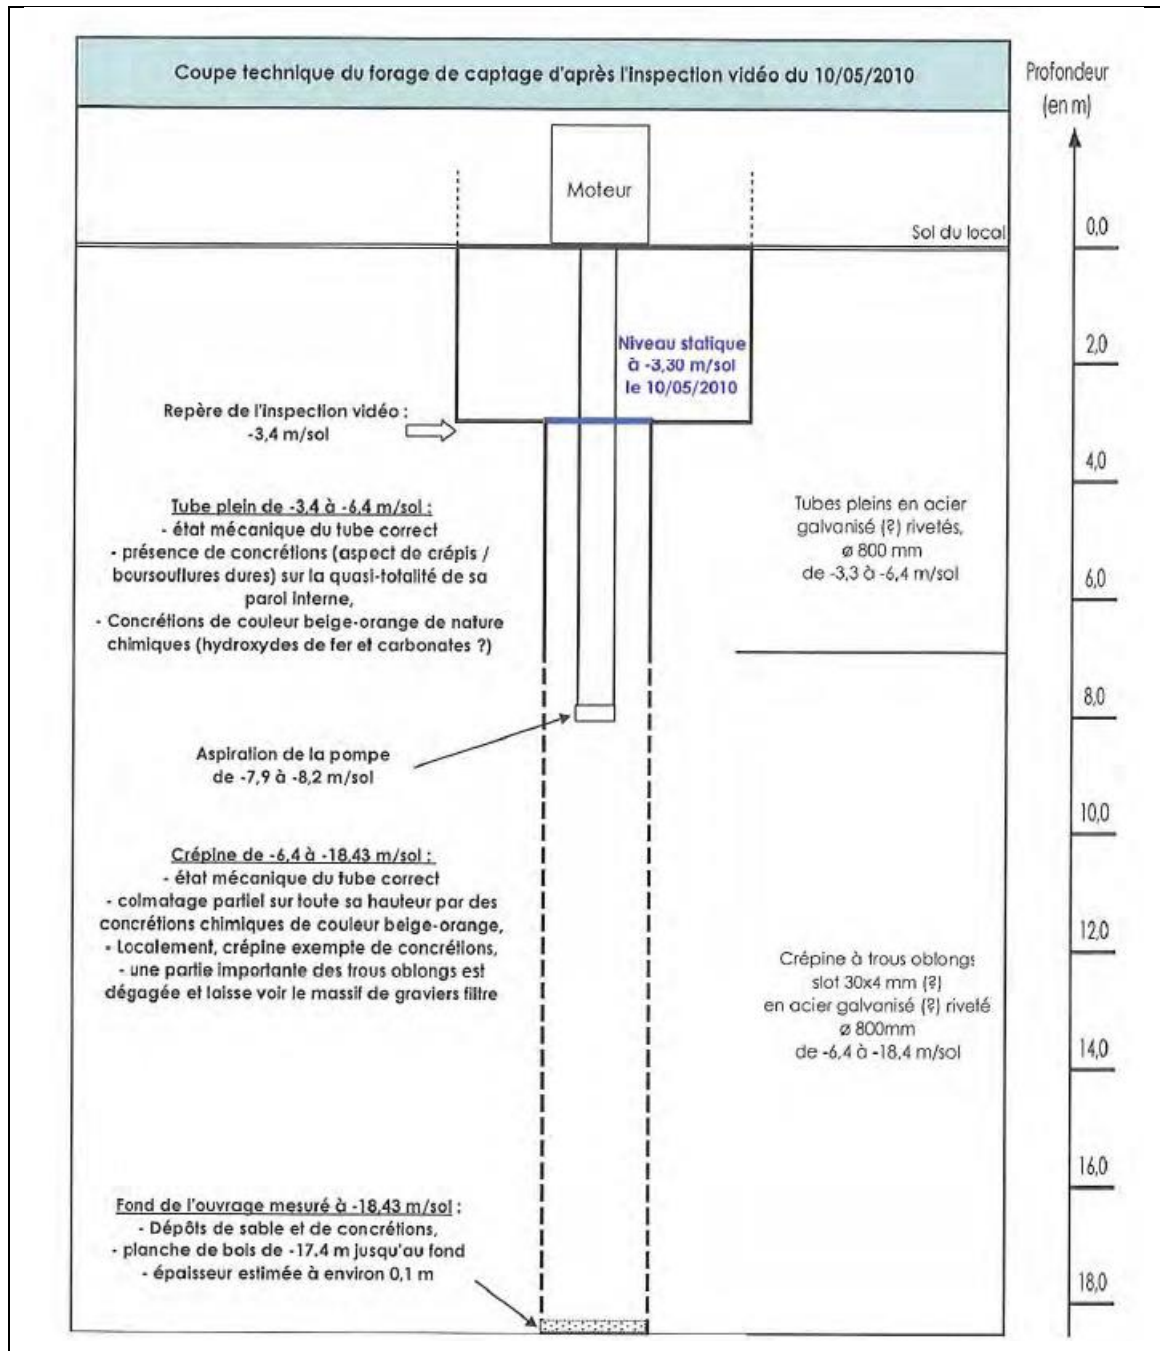 Coupe technique du forage de captage d'après l'inspection vidéo du 10/05/2010
Profondeur
(en m)
Moteur
Sol du local
0,0
Niveau statique
à -3,30 m/sol
le 10/05/2010
2,0
Repère de l'inspection vidéo :
-3,4 m/sol
4,0
Tube plein de -3,4 à -6,4 m/sol :
- état mécanique du tube correct
- présence de concrétions (aspect de crépis /
boursouflures dures) sur la quasi-totalité de sa
paroi interne,
- Concrétions de couleur beige-orange de nature
chimiques (hydroxydes de fer et carbonates ?)
Tubes pleins en acier
galvanisé (?) rivetés,
ø 800 mm
de -3,3 à -6,4 m/sol
6,0
8,0
Aspiration de la pompe
de -7,9 à -8,2 m/sol
10,0
Crépine de -6,4 à -18,43 m/sol :
- état mécanique du tube correct
- colmatage partiel sur toute sa hauteur par des
concrétions chimiques de couleur beige-orange,
- Localement, crépine exempte de concrétions,
- une partie importante des trous oblongs est
dégagée et laisse voir le massif de graviers filtre
12,0
Crépine à trous oblongs
slot 30x4 mm (?)
en acier galvanisé (?) riveté
ø 800mm
de -6,4 à -18,4 m/sol
14,0
16,0
Fond de l'ouvrage mesuré à -18,43 m/sol :
- Dépôts de sable et de concrétions,
- planche de bois de -17,4 m jusqu'au fond
- épaisseur estimée à environ 0,1 m
18,0